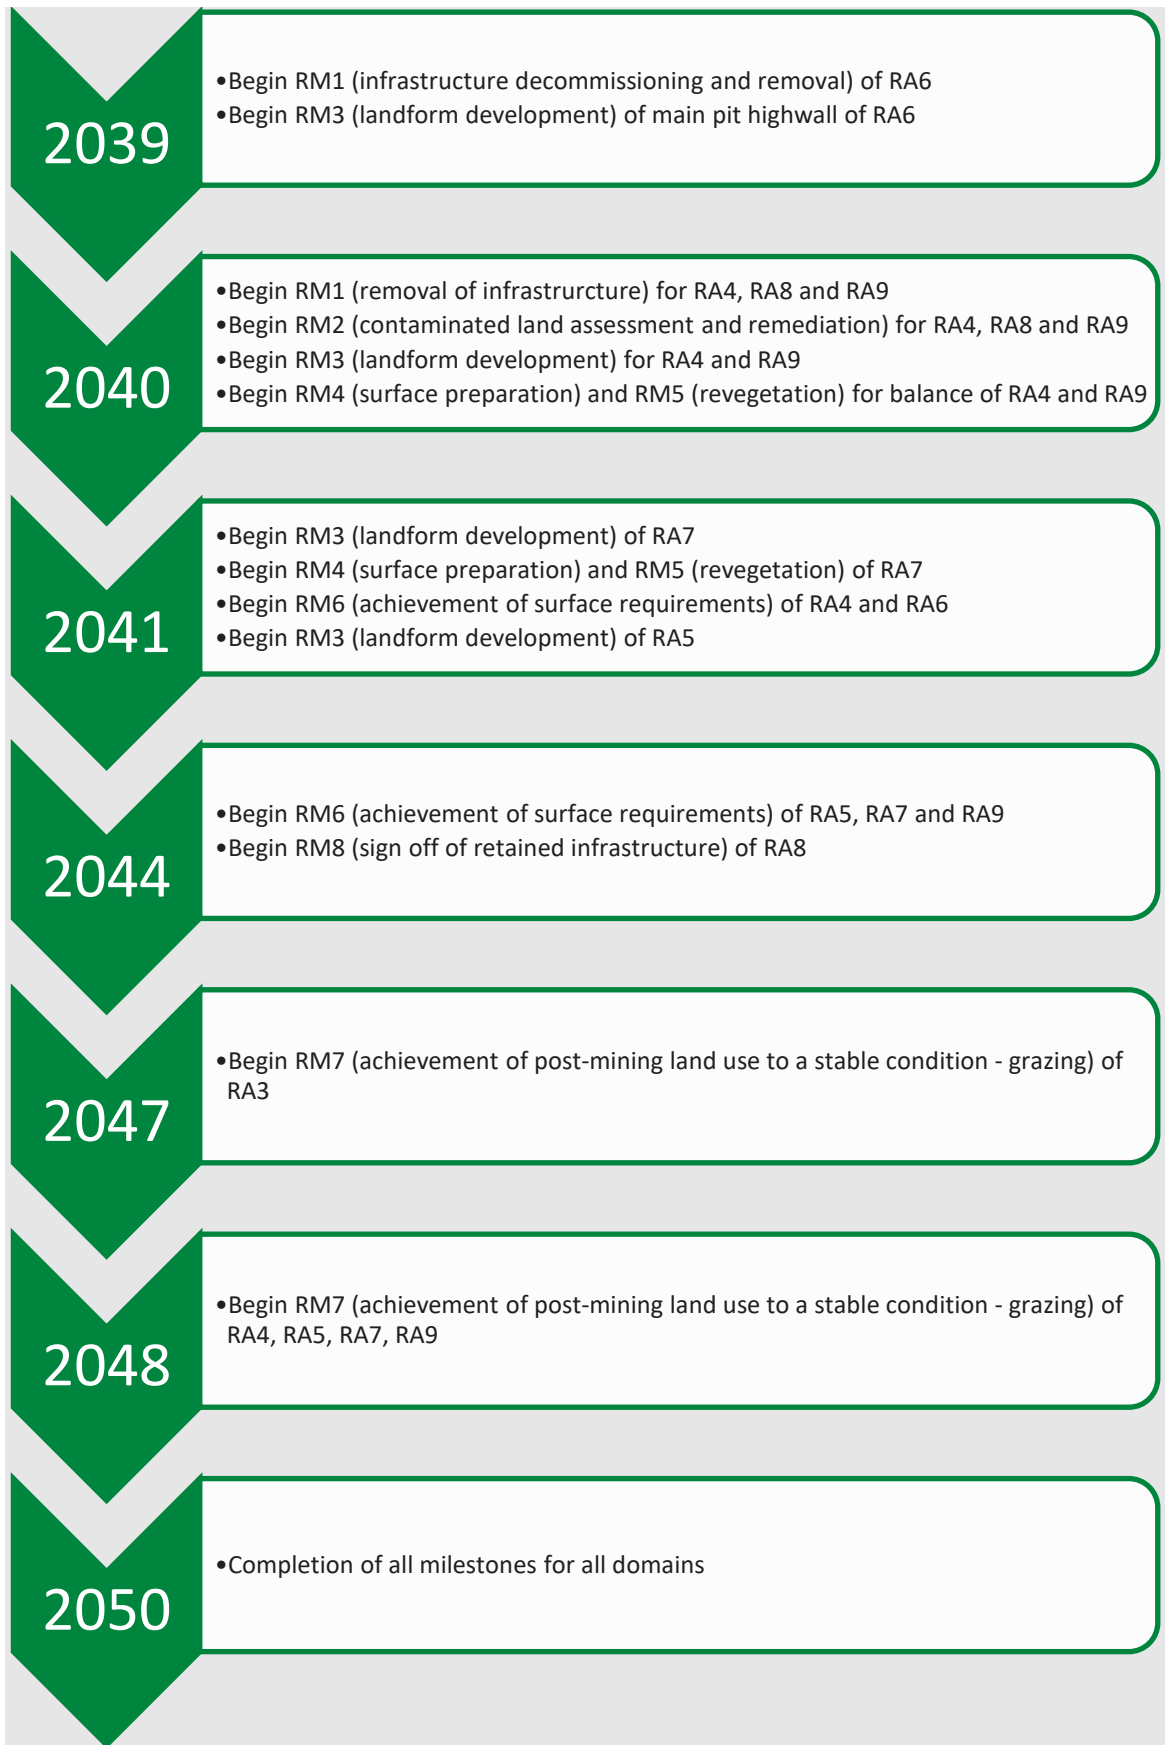 2039
•Begin RM1 (infrastructure decommissioning and removal) of RA6
•Begin RM3 (landform development) of main pit highwall of RA6
2040
•Begin RM1 (removal of infrastrurcture) for RA4, RA8 and RA9
•Begin RM2 (contaminated land assessment and remediation) for RA4, RA8 and RA9
•Begin RM3 (landform development) for RA4 and RA9
•Begin RM4 (surface preparation) and RM5 (revegetation) for balance of RA4 and RA9
2041
•Begin RM3 (landform development) of RA7
•Begin RM4 (surface preparation) and RM5 (revegetation) of RA7
•Begin RM6 (achievement of surface requirements) of RA4 and RA6
•Begin RM3 (landform development) of RA5
2044
•Begin RM6 (achievement of surface requirements) of RA5, RA7 and RA9
•Begin RM8 (sign off of retained infrastructure) of RA8
2047
•Begin RM7 (achievement of post-mining land use to a stable condition - grazing) of
RA3
2048
•Begin RM7 (achievement of post-mining land use to a stable condition - grazing) of
RA4, RA5, RA7, RA9
2050
•Completion of all milestones for all domains